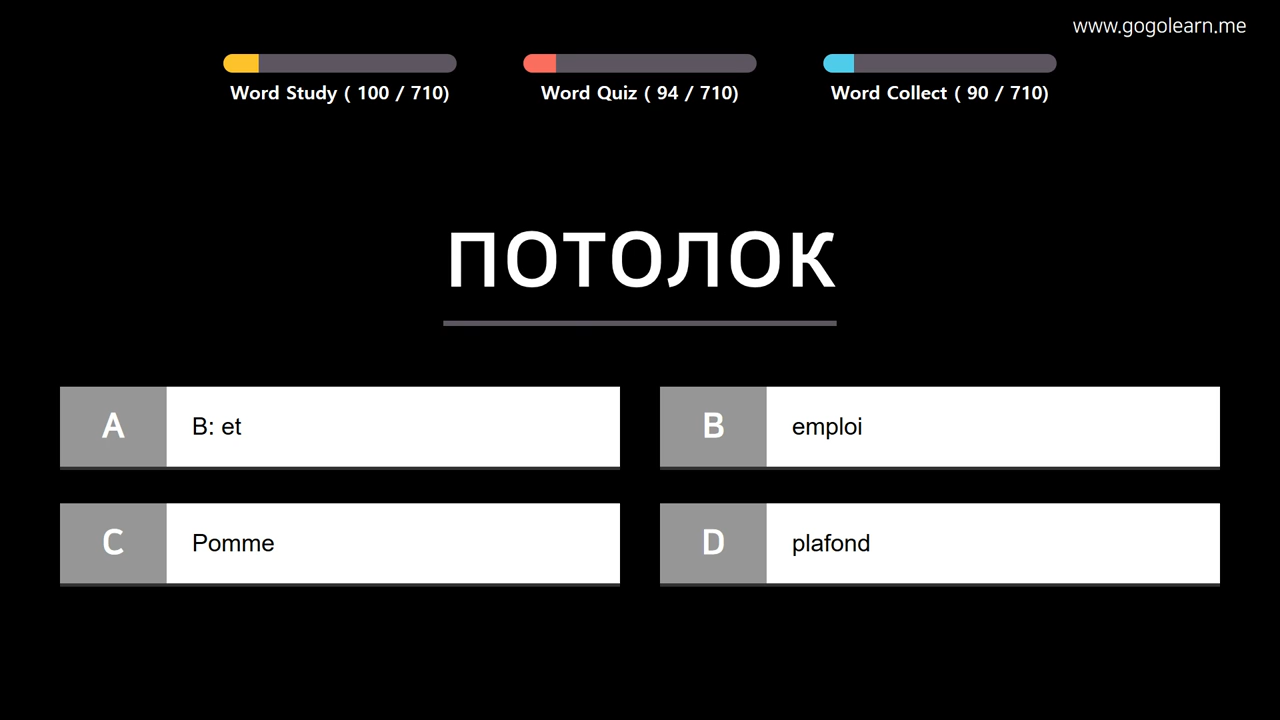 www.gogolearn.me
Word Study ( 100 / 710)
Word Quiz ( 94 / 710)
Word Collect ( 90 / 710)
ПОТОЛОК
A
B: et
B
emploi
C
Pomme
D
plafond